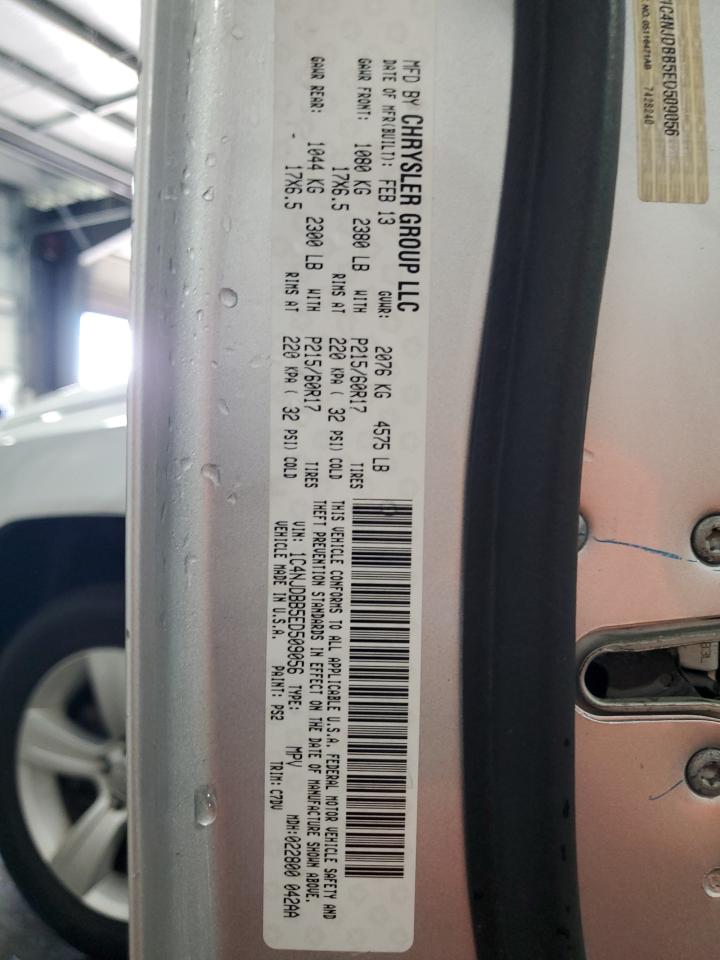 MFD BY CHRYSLER GROUP LLC
DATE OF MFR(BUILT): FEB 13 GVWR: 2076 KG 4575 LB
GAWR FRONT: 1080 KG 2380 LB WITH P215/60R17 TIRES
17X6.5 RIMS AT 220 KPA ( 32 PSI) COLD
GAWR REAR: 1044 KG 2300 LB WITH P215/60R17 TIRES
- 17X6.5 RIMS AT 220 KPA ( 32 PSI) COLD
THIS VEHICLE CONFORMS TO ALL APPLICABLE U.S.A. FEDERAL MOTOR VEHICLE SAFETY AND
THEFT PREVENTION STANDARDS IN EFFECT ON THE DATE OF MANUFACTURE SHOWN ABOVE.
VIN: 1C4NJDBB5ED509056 TYPE: MPV MDH:022800 042AA
VEHICLE MADE IN U.S.A. PAINT: PS2 TRIM: C7DV
1C4NJDBB5ED509056
NO. 05116471AB 7428240